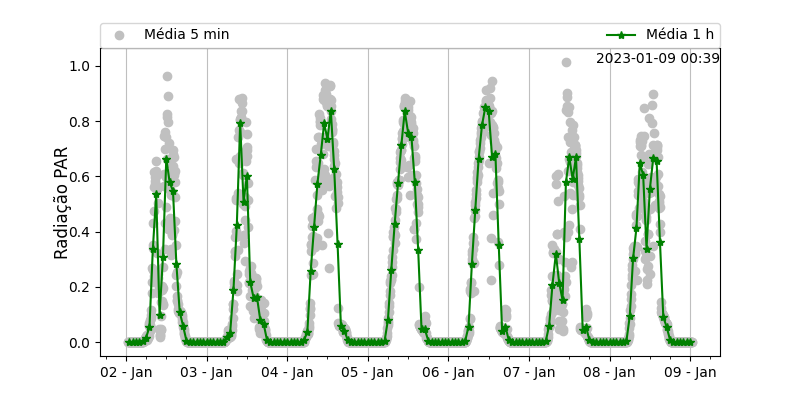 Média 5 min
Média 1 h
2023-01-09 00:39
Radiação PAR
1.0
0.8
0.6
0.4
0.2
0.0
02 - Jan
03 - Jan
04 - Jan
05 - Jan
06 - Jan
07 - Jan
08 - Jan
09 - Jan